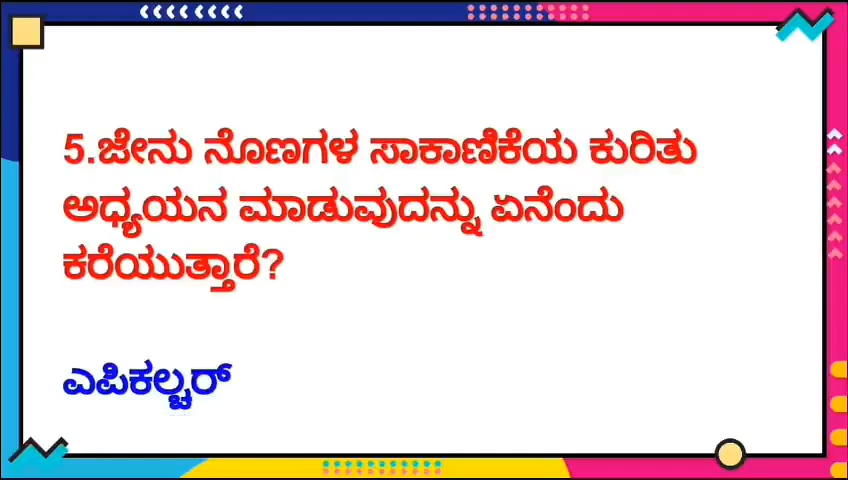 5.ಜೇನು ನೊಣಗಳ ಸಾಕಾಣಿಕೆಯ ಕುರಿತು
ಅಧ್ಯಯನ ಮಾಡುವುದನ್ನು ಏನೆಂದು
ಕರೆಯುತ್ತಾರೆ?
ಎಪಿಕಲ್ಚರ್